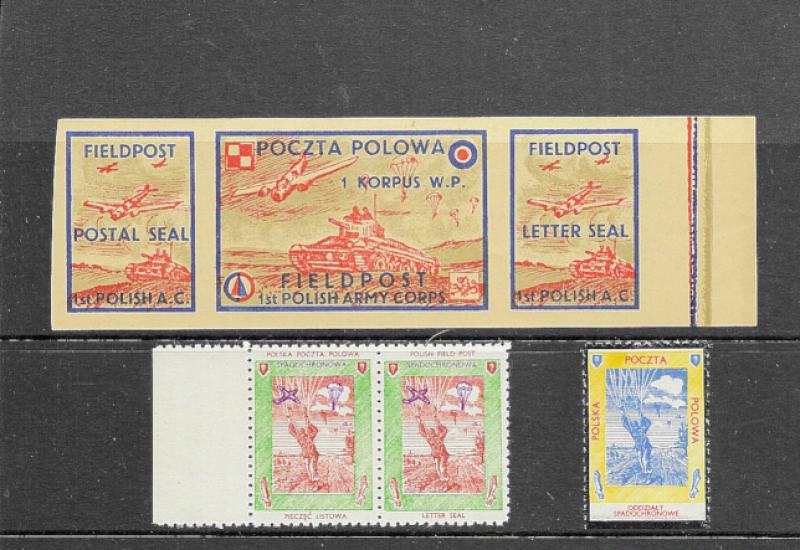 FIELDPOST
POSTAL SEAL
1st POLISH A.C.
POCZTA POLOWA
1 KORPUS W.P.
FIELDPOST
1st POLISH ARMY CORPS
FIELDPOST
LETTER SEAL
1st POLISH A.C.
POLSKA POCZTA POLOWA
SPADOCHRONOWA
PIECZĘĆ LISTOWA
POLISH FIELD POST
SPADOCHRONOWA
LETTER SEAL
POCZTA
POLSKA
POLOWA
ODDZIAŁY
SPADOCHRONOWE